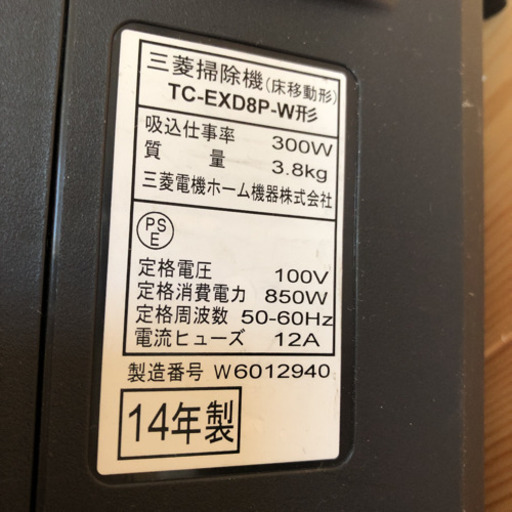 三菱掃除機(床移動形)
TC-EXD8P-W形
吸込仕事率 300W
質 量 3.8kg
三菱電機ホーム機器株式会社
PS
E
定格電圧 100V
定格消費電力 850W
定格周波数 50-60Hz
電流ヒューズ 12A
製造番号 W6012940
14年製